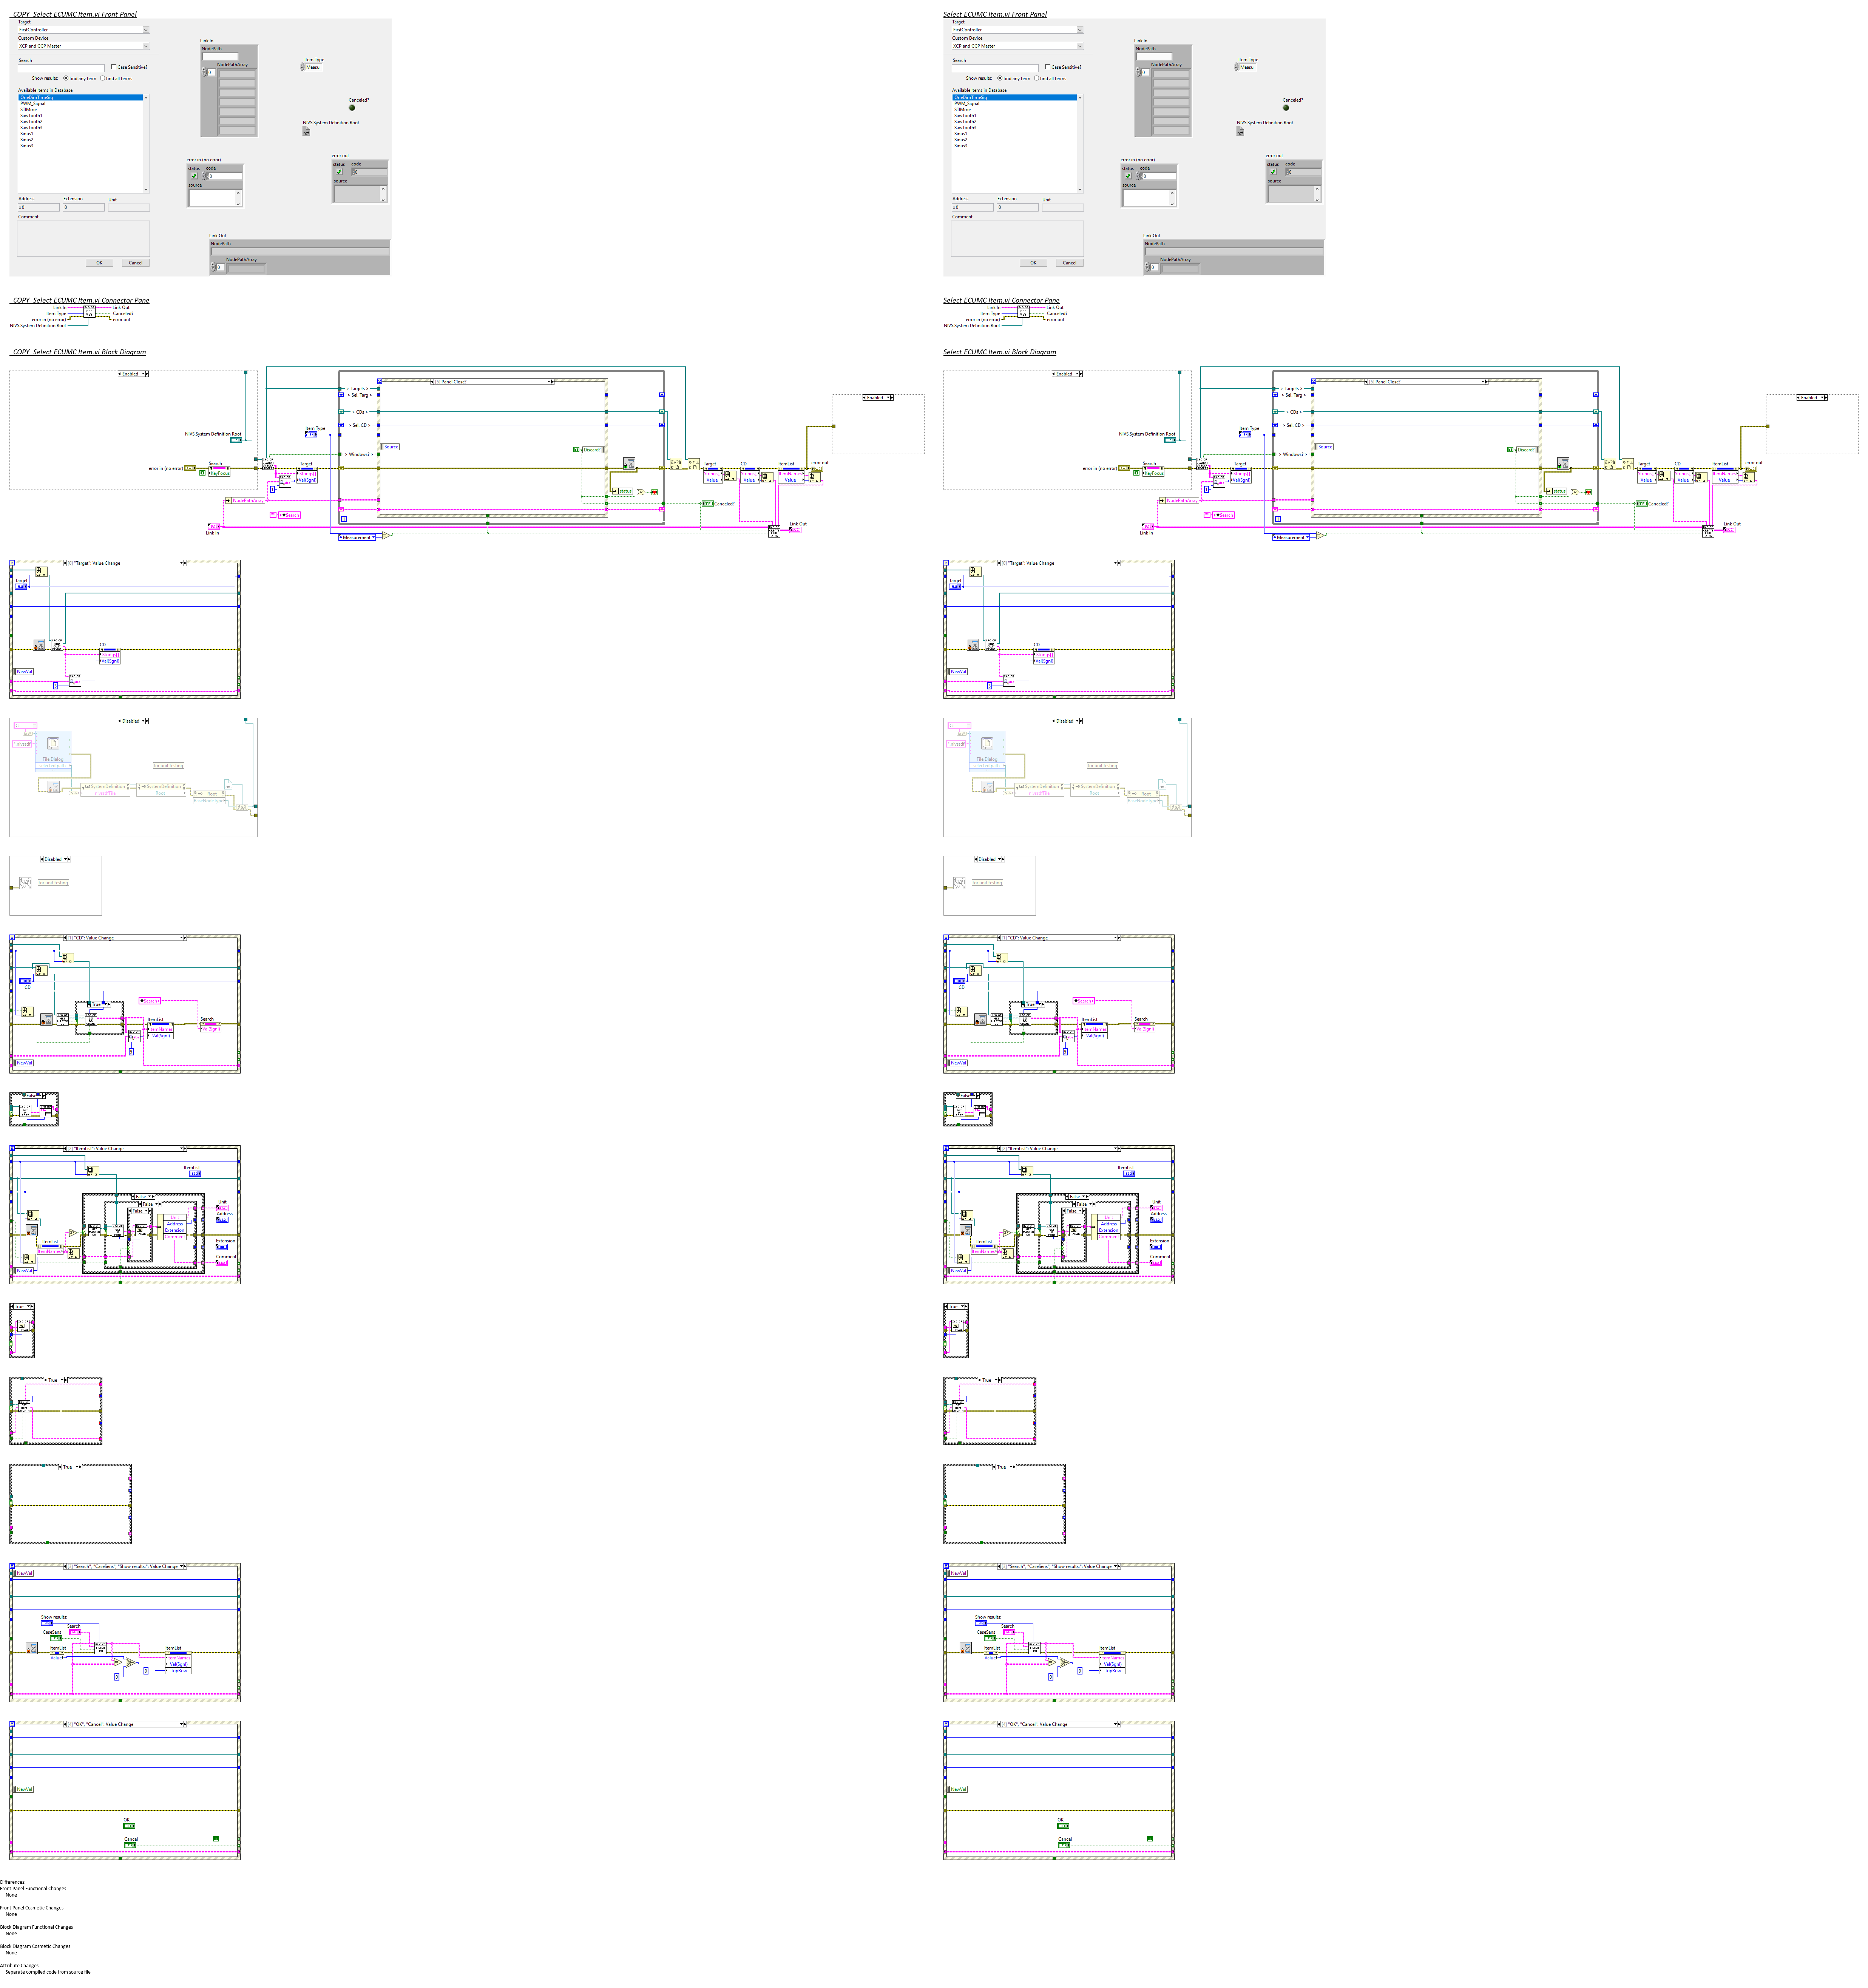 _COPY_Select ECUMC Item.vi Front Panel
Target
FirstController
Custom Device
XCP and CCP Master
Search
Case Sensitive?
Show results:
find any term
find all terms
Available Items in Database
OneDimTimeSig
PWM_Signal
STIMme
SawTooth1
SawTooth2
SawTooth3
Sinus1
Sinus2
Sinus3
Address
Extension
Unit
x 0
0
Comment
OK
Cancel
Link In
NodePath
NodePathArray
0
Item Type
Measu
Canceled?
NIVS.System Definition Root
error in (no error)
status
code
0
source
error out
status
code
0
source
Link Out
NodePath
NodePathArray
0
_COPY_Select ECUMC Item.vi Connector Pane
Link In
Item Type
error in (no error)
NIVS.System Definition Root
Link Out
Canceled?
error out
_COPY_Select ECUMC Item.vi Block Diagram
Enabled
NIVS.System Definition Root
error in (no error)
Search
KeyFocus
Item Type
Target
Strings[]
Val(Sgnl)
NodePathArray
Search
Link In
> Targets >
> Sel. Targ >
> CDs >
> Sel. CD >
> Windows? >
[5] Panel Close?
Source
Discard?
status
Measurement
Target
Strings[]
Value
CD
Strings[]
Value
ItemList
ItemNames
Value
error out
Canceled?
Link Out
Enabled
[0] "Target": Value Change
Target
CD
Strings[]
Val(Sgnl)
NewVal
Disabled
File Dialog
selected path
for unit testing
SystemDefinition
Root
Root
BaseNodeType
Disabled
for unit testing
[1] "CD": Value Change
CD
True
Search
ItemList
ItemNames
Val(Sgnl)
Search
Val(Sgnl)
NewVal
False
[2] "ItemList": Value Change
ItemList
False
False
False
ItemList
ItemNames
Unit
Address
Extension
Comment
Unit
Address
Extension
Comment
NewVal
True
True
True
[3] "Search", "CaseSens", "Show results": Value Change
NewVal
Show results:
Search
CaseSens
ItemList
Value
ItemList
ItemNames
Val(Sgnl)
TopRow
[4] "OK", "Cancel": Value Change
NewVal
OK
Cancel
Select ECUMC Item.vi Front Panel
Target
FirstController
Custom Device
XCP and CCP Master
Search
Case Sensitive?
Show results:
find any term
find all terms
Available Items in Database
OneDimTimeSig
PWM_Signal
STIMme
SawTooth1
SawTooth2
SawTooth3
Sinus1
Sinus2
Sinus3
Address
Extension
Unit
x 0
0
Comment
OK
Cancel
Link In
NodePath
NodePathArray
0
Item Type
Measu
Canceled?
NIVS.System Definition Root
error in (no error)
status
code
0
source
error out
status
code
0
source
Link Out
NodePath
NodePathArray
0
Select ECUMC Item.vi Connector Pane
Link In
Item Type
error in (no error)
NIVS.System Definition Root
Link Out
Canceled?
error out
Select ECUMC Item.vi Block Diagram
Enabled
NIVS.System Definition Root
error in (no error)
Search
KeyFocus
Item Type
Target
Strings[]
Val(Sgnl)
NodePathArray
Search
Link In
> Targets >
> Sel. Targ >
> CDs >
> Sel. CD >
> Windows? >
[5] Panel Close?
Source
Discard?
status
Measurement
Target
Strings[]
Value
CD
Strings[]
Value
ItemList
ItemNames
Value
error out
Canceled?
Link Out
Enabled
[0] "Target": Value Change
Target
CD
Strings[]
Val(Sgnl)
NewVal
Disabled
File Dialog
selected path
for unit testing
SystemDefinition
Root
Root
BaseNodeType
Disabled
for unit testing
[1] "CD": Value Change
CD
True
Search
ItemList
ItemNames
Val(Sgnl)
Search
Val(Sgnl)
NewVal
False
[2] "ItemList": Value Change
ItemList
False
False
False
ItemList
ItemNames
Unit
Address
Extension
Comment
Unit
Address
Extension
Comment
NewVal
True
True
True
[3] "Search", "CaseSens", "Show results": Value Change
NewVal
Show results:
Search
CaseSens
ItemList
Value
ItemList
ItemNames
Val(Sgnl)
TopRow
[4] "OK", "Cancel": Value Change
NewVal
OK
Cancel
Differences:
Front Panel Functional Changes
None
Front Panel Cosmetic Changes
None
Block Diagram Functional Changes
None
Block Diagram Cosmetic Changes
None
Attribute Changes
Separate compiled code from source file